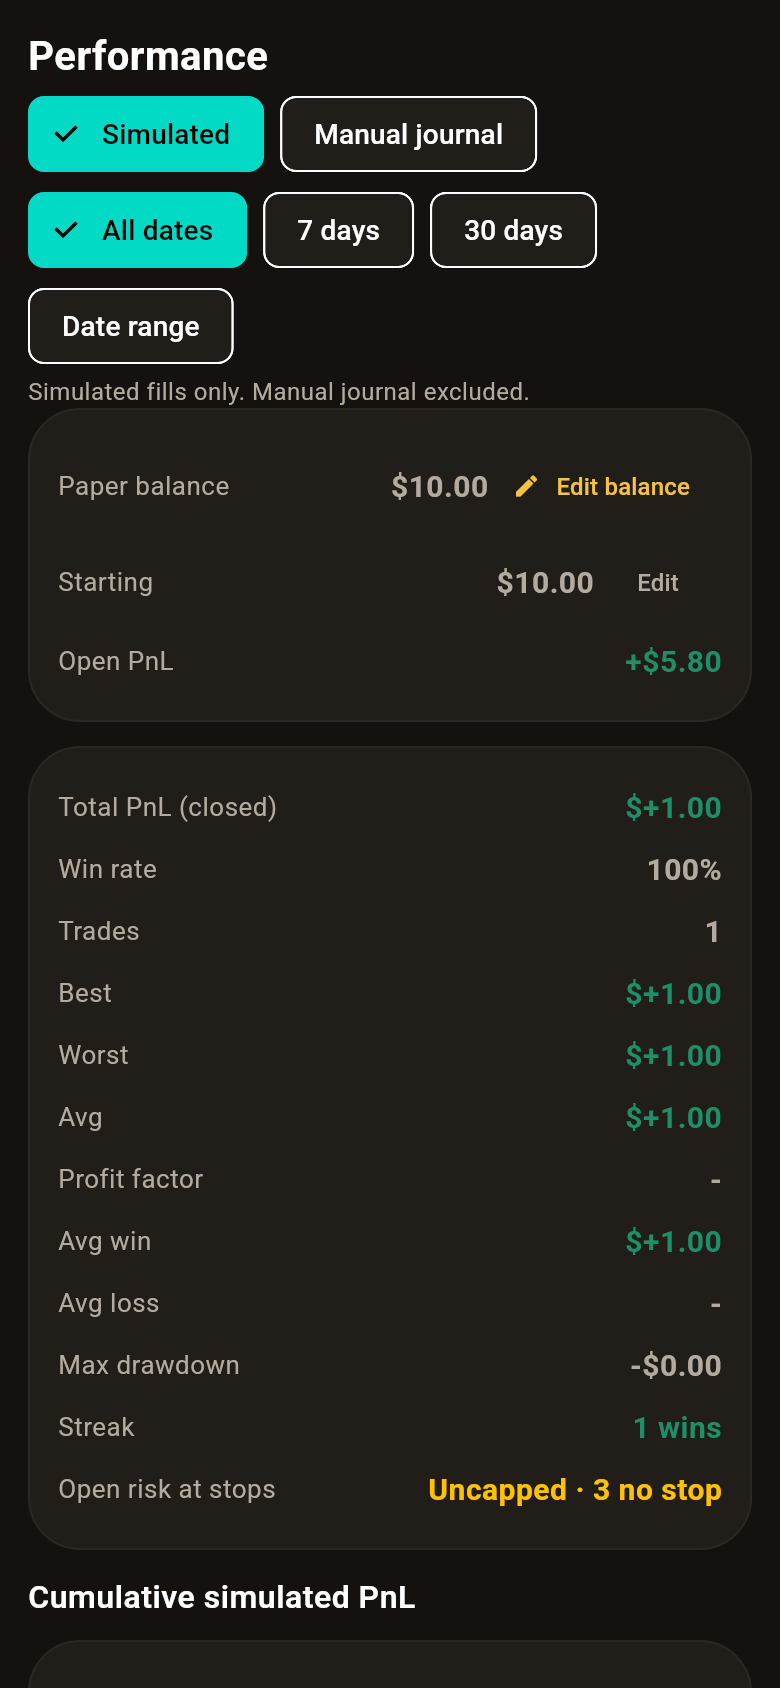 Performance
Simulated Manual journal
All dates 7 days 30 days
Date range
Simulated fills only. Manual journal excluded.
Paper balance $10.00 Edit balance
Starting $10.00 Edit
Open PnL +$5.80
Total PnL (closed) $+1.00
Win rate 100%
Trades 1
Best $+1.00
Worst $+1.00
Avg $+1.00
Profit factor -
Avg win $+1.00
Avg loss -
Max drawdown -$0.00
Streak 1 wins
Open risk at stops Uncapped · 3 no stop
Cumulative simulated PnL